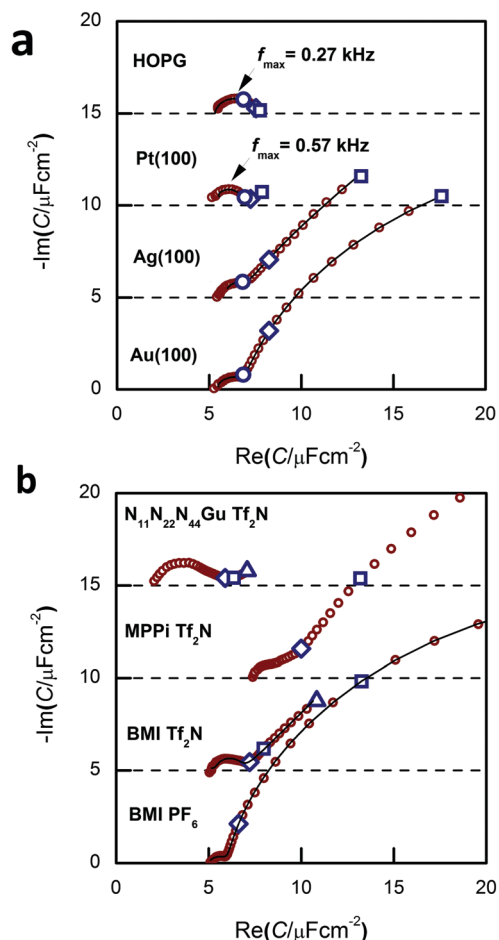 a
20
HOPG
f max = 0.27 kHz
15
Pt(100)
f max = 0.57 kHz
10
Ag(100)
5
Au(100)
0
-Im(C/μFcm⁻²)
0 5 10 15 20
Re(C/μFcm⁻²)
b
20
N₁₁N₂₂N₄₄Gu Tf₂N
15
MPPi Tf₂N
10
BMI Tf₂N
5
BMI PF₆
0
-Im(C/μFcm⁻²)
0 5 10 15 20
Re(C/μFcm⁻²)